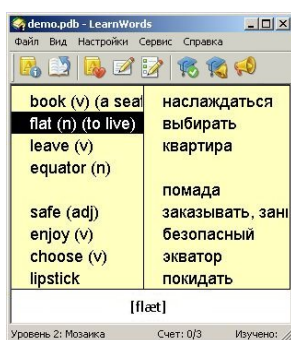 demo.pdb - LearnWords
Файл Вид Настройки Сервис Справка
book (v) (a seat наслаждаться
flat (n) (to live) выбирать
leave (v) квартира
equator (n)
помада
safe (adj) заказывать, зан
enjoy (v) безопасный
choose (v) экватор
lipstick покидать
[flæt]
Уровень 2: Мозаика Счет: 0/3 Изучено: